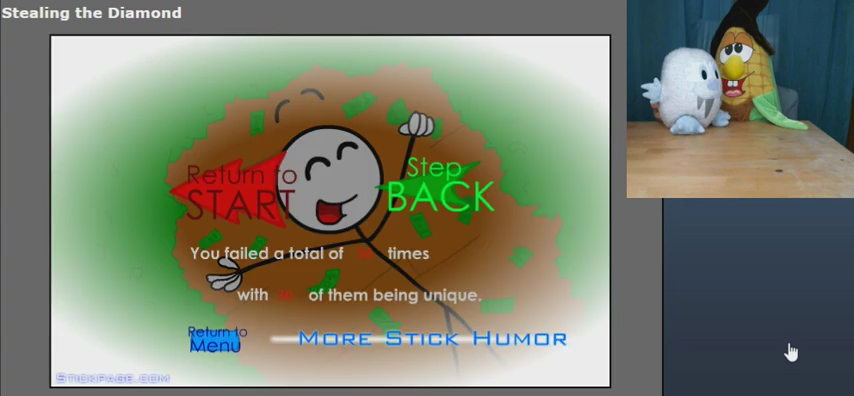 Stealing the Diamond
Return to
START
Step
BACK
You failed a total of times
with of them being unique.
Return to
Menu
MORE STICK HUMOR
STICKPAGE.COM